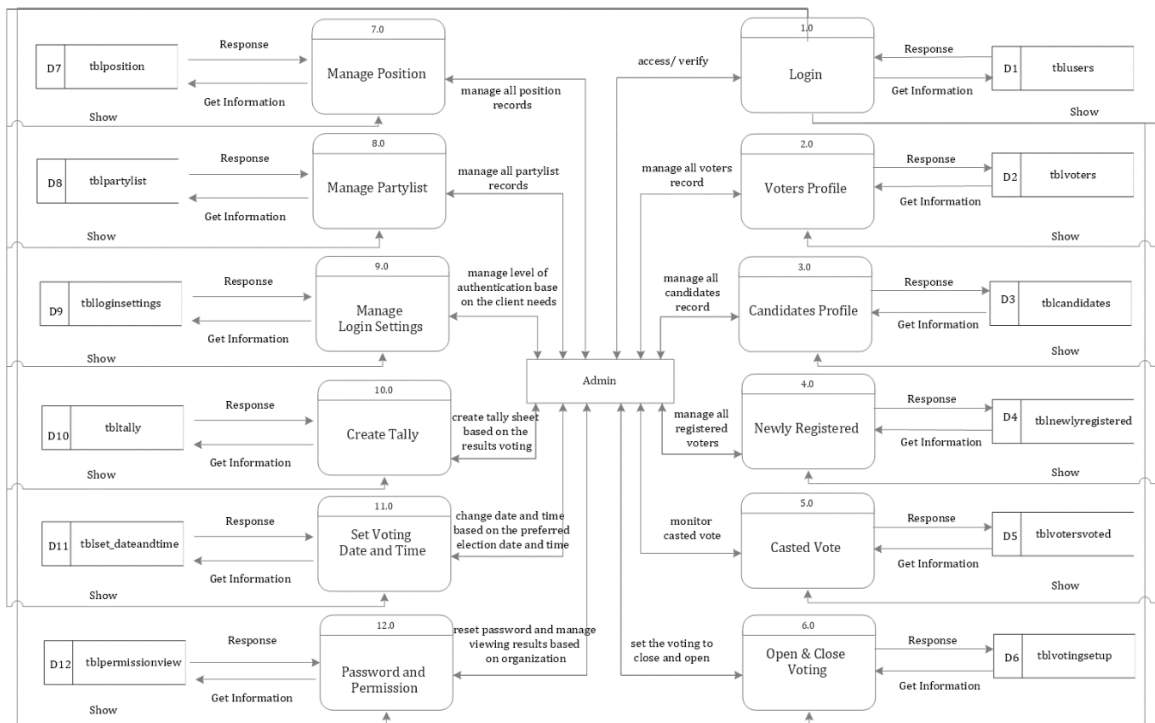 7.0
Manage Position
D7
tblposition
Response
Get Information
Show
manage all position
records
8.0
Manage Partylist
D8
tblpartylist
Response
Get Information
Show
manage all partylist
records
9.0
Manage
Login Settings
D9
tblloginsettings
Response
Get Information
Show
manage level of
authentication base
on the client needs
10.0
Create Tally
D10
tbltally
Response
Get Information
Show
create tally sheet
based on the
results voting
11.0
Set Voting
Date and Time
D11
tblset_dateandtime
Response
Get Information
Show
change date and time
based on the preferred
election date and time
12.0
Password and
Permission
D12
tblpermissionview
Response
Get Information
Show
reset password and manage
viewing results based
on organization
Admin
1.0
Login
access/ verify
Response
Get Information
D1
tblusers
Show
2.0
Voters Profile
manage all voters
record
Response
Get Information
D2
tblvoters
Show
3.0
Candidates Profile
manage all
candidates
record
Response
Get Information
D3
tblcandidates
Show
4.0
Newly Registered
manage all
registered
voters
Response
Get Information
D4
tblnewlyregistered
Show
5.0
Casted Vote
monitor
casted vote
Response
Get Information
D5
tblvotersvoted
Show
6.0
Open & Close
Voting
set the voting to
close and open
Response
Get Information
D6
tblvotingsetup
Show